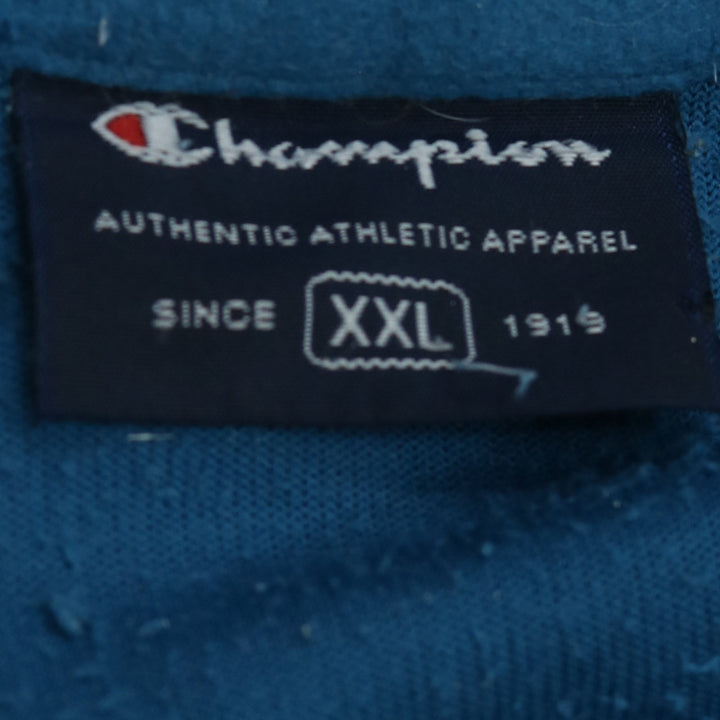 Champion
AUTHENTIC ATHLETIC APPAREL
SINCE XXL 1919